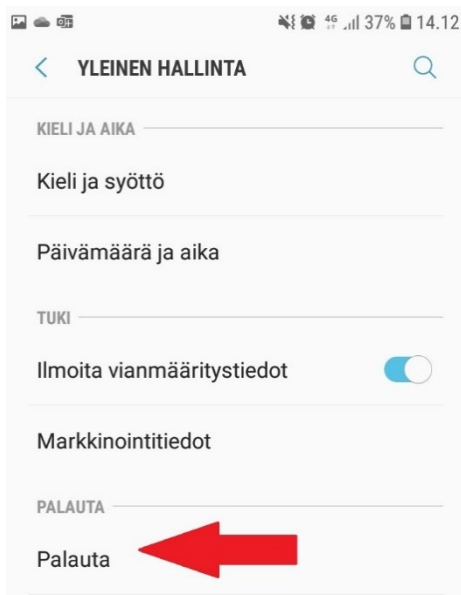 4G 37% 14.12
YLEINEN HALLINTA
KIELI JA AIKA
Kieli ja syöttö
Päivämäärä ja aika
TUKI
Ilmoita vianmääritystiedot
Markkinointitiedot
PALAUTA
Palauta